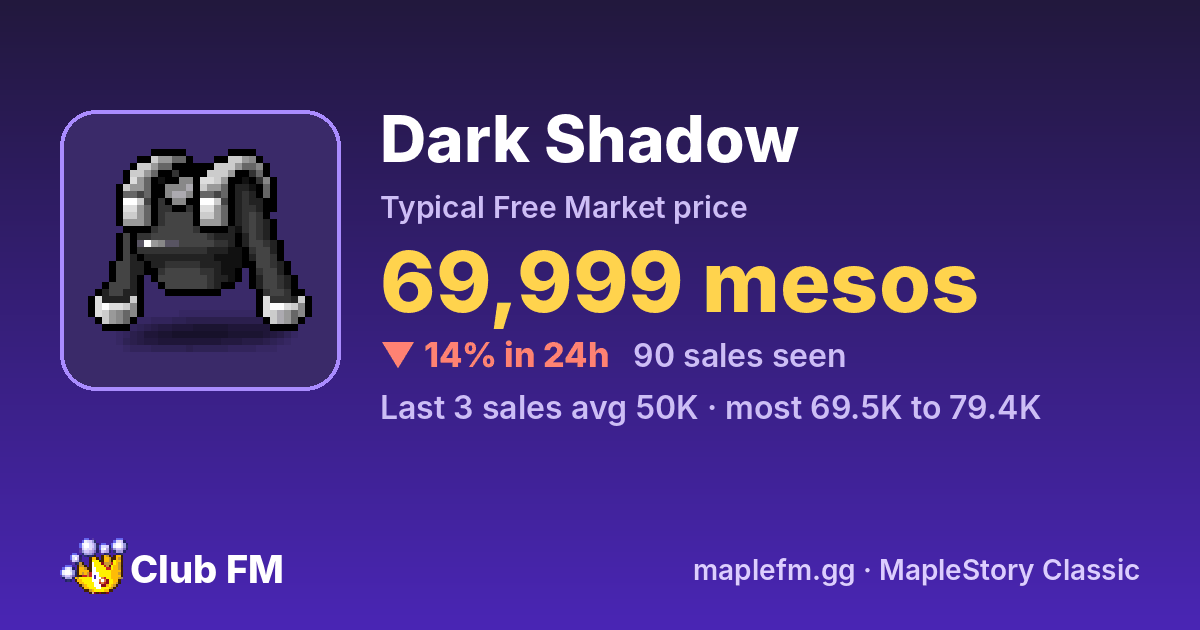 Dark Shadow
Typical Free Market price
69,999 mesos
▼ 14% in 24h 90 sales seen
Last 3 sales avg 50K · most 69.5K to 79.4K
Club FM
maplefm.gg · MapleStory Classic